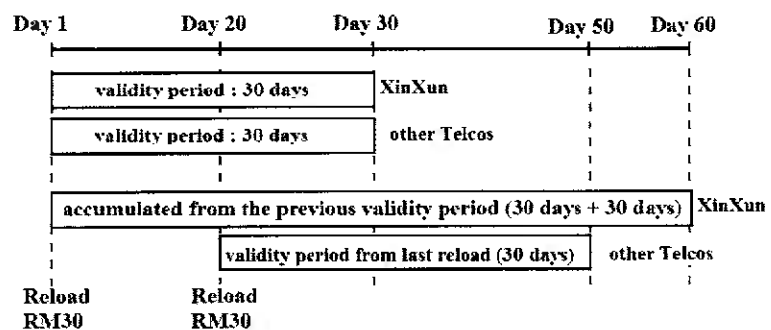 Day 1 Day 20 Day 30 Day 50 Day 60
validity period : 30 days XinXun
validity period : 30 days other Telcos
accumulated from the previous validity period (30 days + 30 days) XinXun
validity period from last reload (30 days) other Telcos
Reload Reload
RM30 RM30